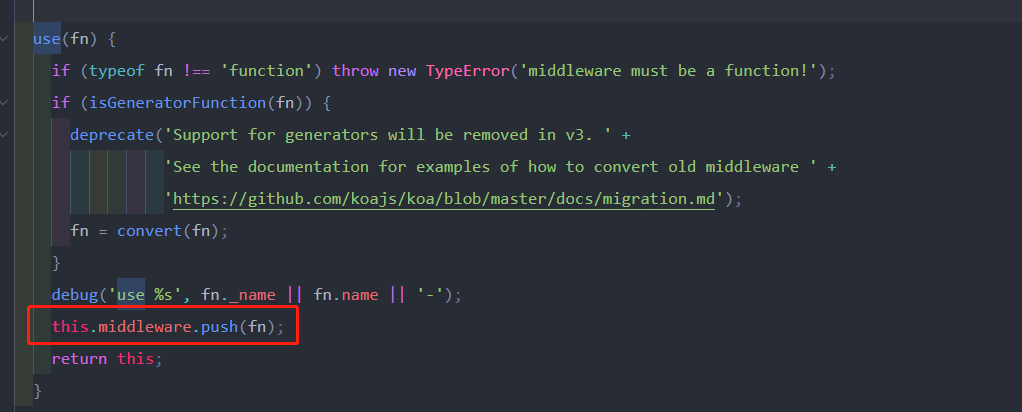 use(fn) {
if (typeof fn !== 'function') throw new TypeError('middleware must be a function!');
if (isGeneratorFunction(fn)) {
deprecate('Support for generators will be removed in v3. ' +
'See the documentation for examples of how to convert old middleware ' +
'https://github.com/koajs/koa/blob/master/docs/migration.md');
fn = convert(fn);
}
debug('use %s', fn._name || fn.name || '-');
this.middleware.push(fn);
return this;
}